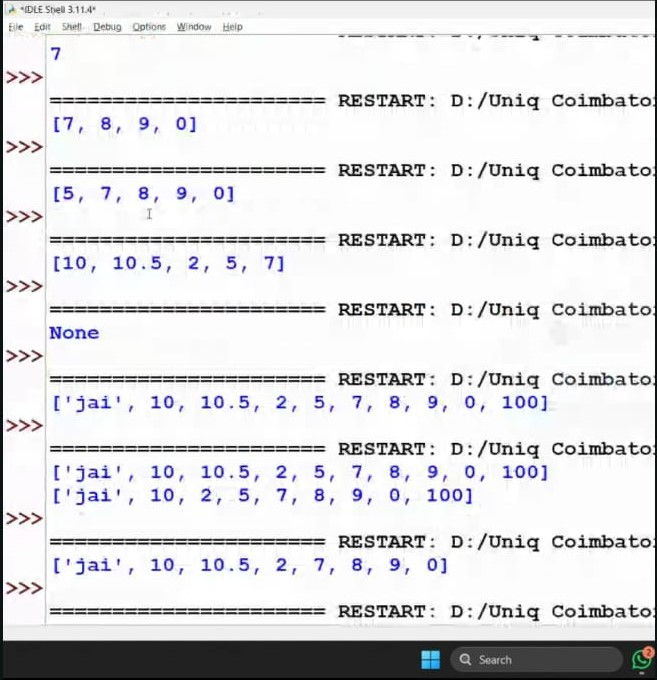 *IDLE Shell 3.11.4*
File Edit Shell Debug Options Window Help
7
>>>
======================= RESTART: D:/Uniq Coimbato
[7, 8, 9, 0]
>>>
======================= RESTART: D:/Uniq Coimbato
[5, 7, 8, 9, 0]
>>>
======================= RESTART: D:/Uniq Coimbato
[10, 10.5, 2, 5, 7]
>>>
======================= RESTART: D:/Uniq Coimbato
None
>>>
======================= RESTART: D:/Uniq Coimbato
['jai', 10, 10.5, 2, 5, 7, 8, 9, 0, 100]
>>>
======================= RESTART: D:/Uniq Coimbato
['jai', 10, 10.5, 2, 5, 7, 8, 9, 0, 100]
['jai', 10, 2, 5, 7, 8, 9, 0, 100]
>>>
======================= RESTART: D:/Uniq Coimbato
['jai', 10, 10.5, 2, 7, 8, 9, 0]
>>>
======================= RESTART: D:/Uniq Coimbato
Search
2